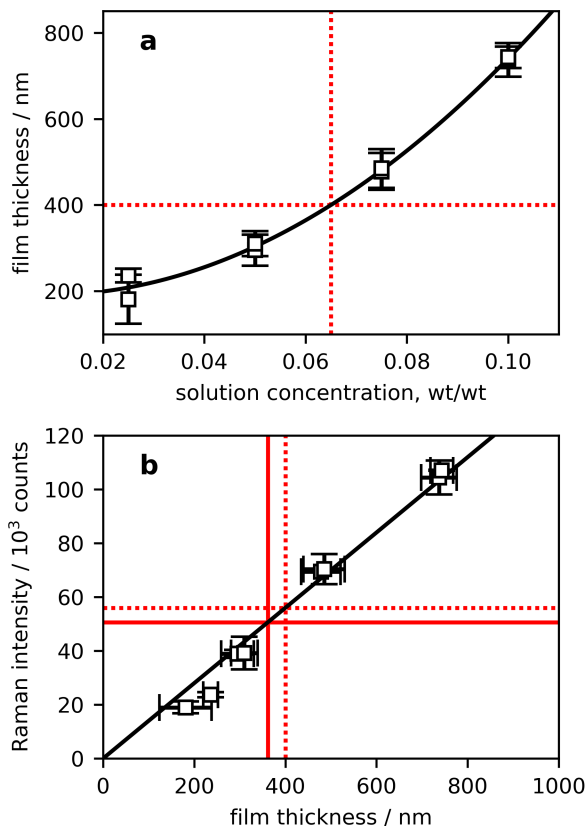 a
800
600
400
200
film thickness / nm
0.02 0.04 0.06 0.08 0.10
solution concentration, wt/wt
b
120
100
80
60
40
20
0
Raman intensity / 10³ counts
0 200 400 600 800 1000
film thickness / nm